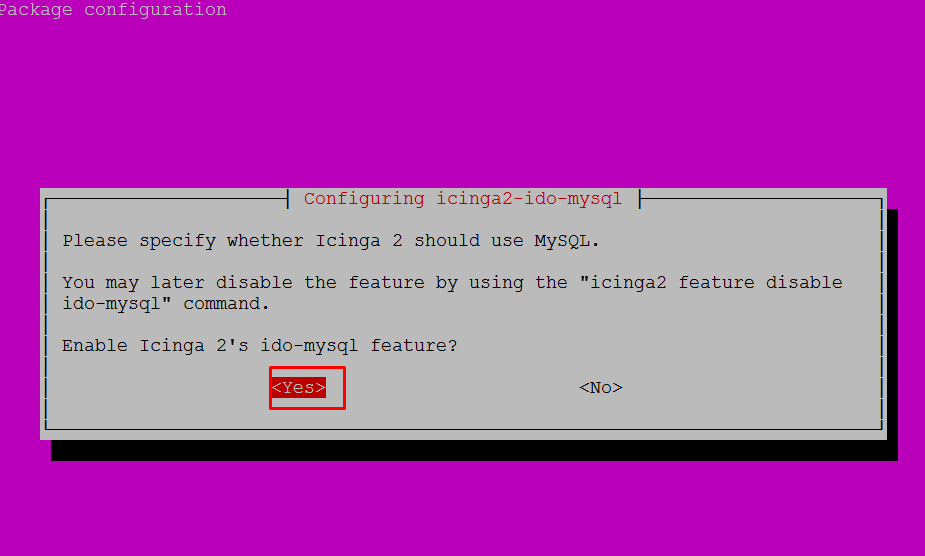 Package configuration
Configuring icinga2-ido-mysql
Please specify whether Icinga 2 should use MySQL.
You may later disable the feature by using the "icinga2 feature disable
ido-mysql" command.
Enable Icinga 2's ido-mysql feature?
<Yes> <No>